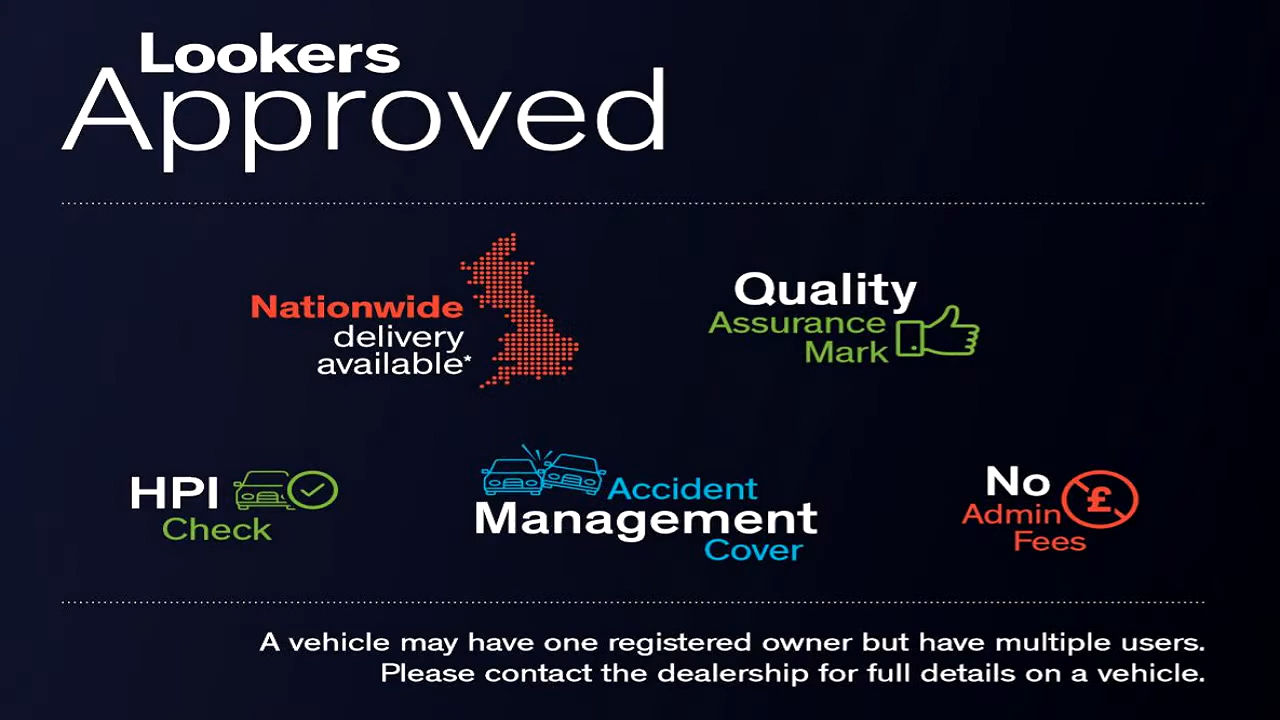 Lookers
Approved
Nationwide
delivery
available*
Quality
Assurance
Mark
HPI
Check
Accident
Management
Cover
No
Admin
£
Fees
A vehicle may have one registered owner but have multiple users.
Please contact the dealership for full details on a vehicle.